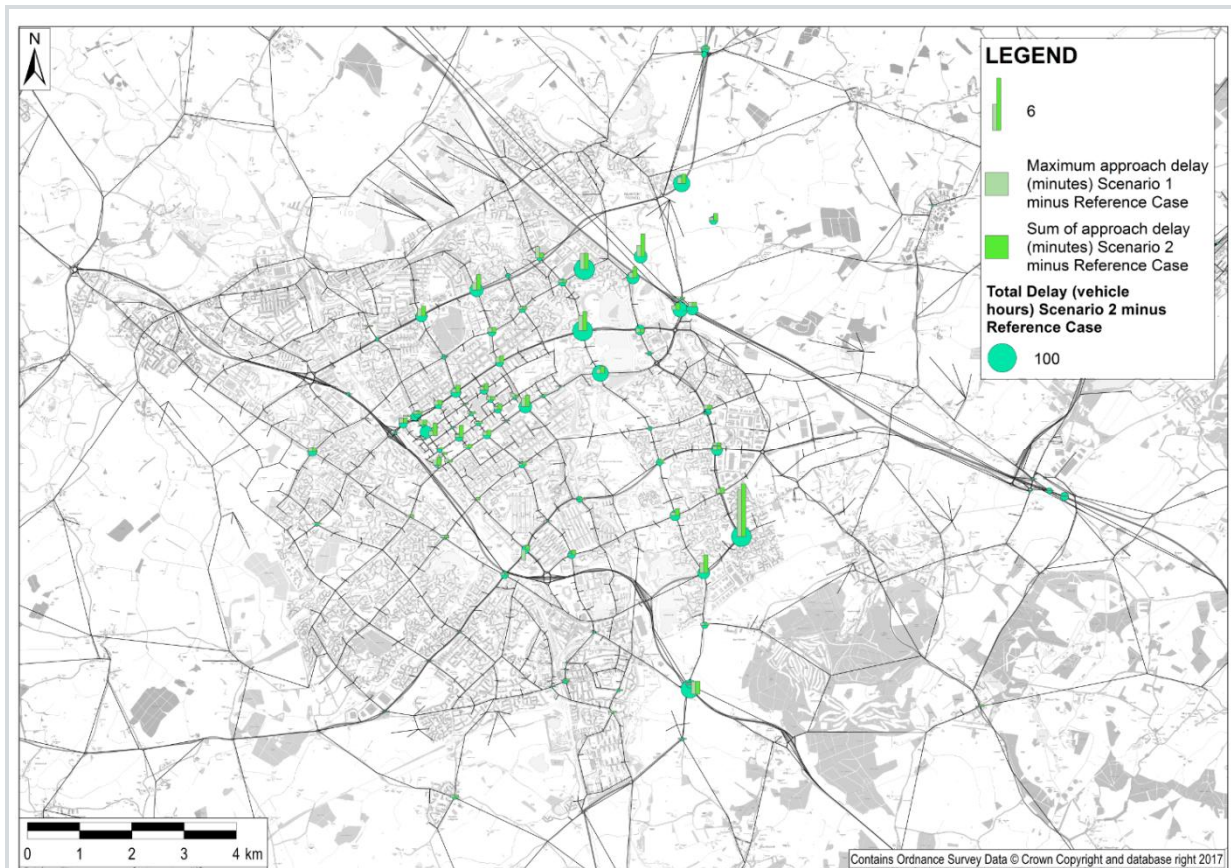 N
LEGEND
6
Maximum approach delay
(minutes) Scenario 1
minus Reference Case
Sum of approach delay
(minutes) Scenario 2
minus Reference Case
Total Delay (vehicle
hours) Scenario 2 minus
Reference Case
100
0 1 2 3 4 km
Contains Ordnance Survey Data © Crown Copyright and database right 2017